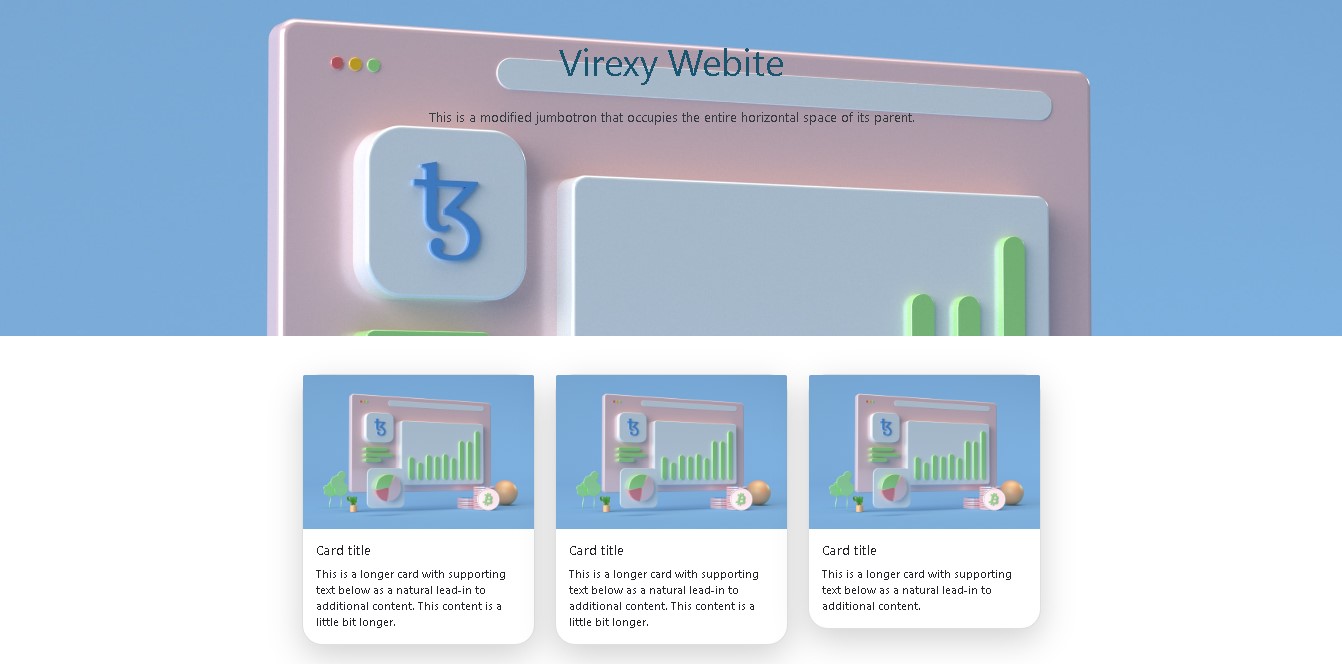 Virexy Webite
This is a modified jumbotron that occupies the entire horizontal space of its parent.
Card title
This is a longer card with supporting
text below as a natural lead-in to
additional content. This content is a
little bit longer.
Card title
This is a longer card with supporting
text below as a natural lead-in to
additional content. This content is a
little bit longer.
Card title
This is a longer card with supporting
text below as a natural lead-in to
additional content.